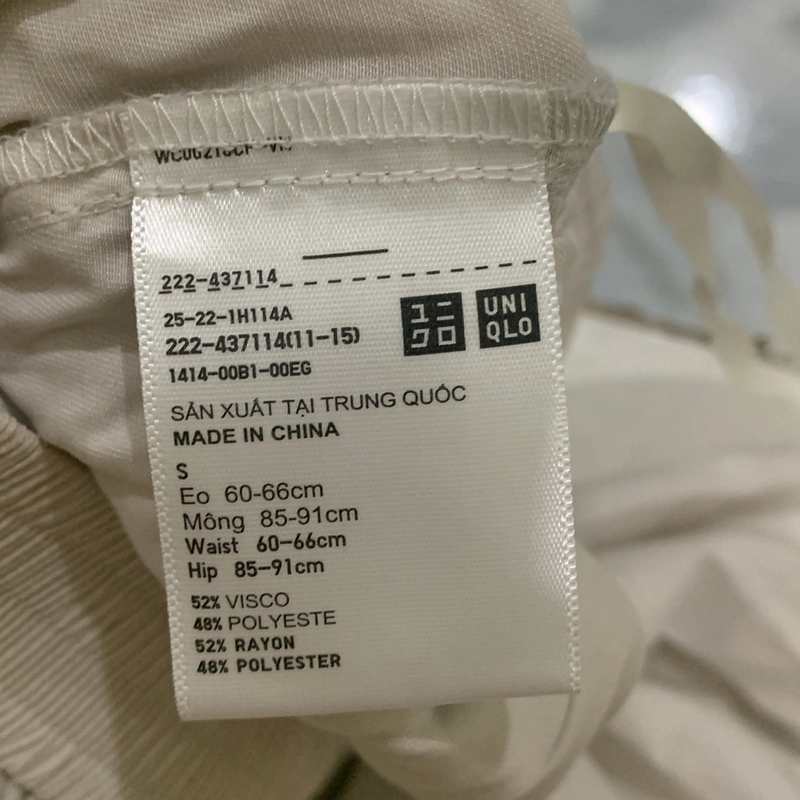 222-437114
25-22-1H114A
222-437114(11-15)
1414-00B1-00EG
ユニ
クロ
UNI
QLO
SẢN XUẤT TẠI TRUNG QUỐC
MADE IN CHINA
S
Eo 60-66cm
Mông 85-91cm
Waist 60-66cm
Hip 85-91cm
52% VISCO
48% POLYESTE
52% RAYON
48% POLYESTER